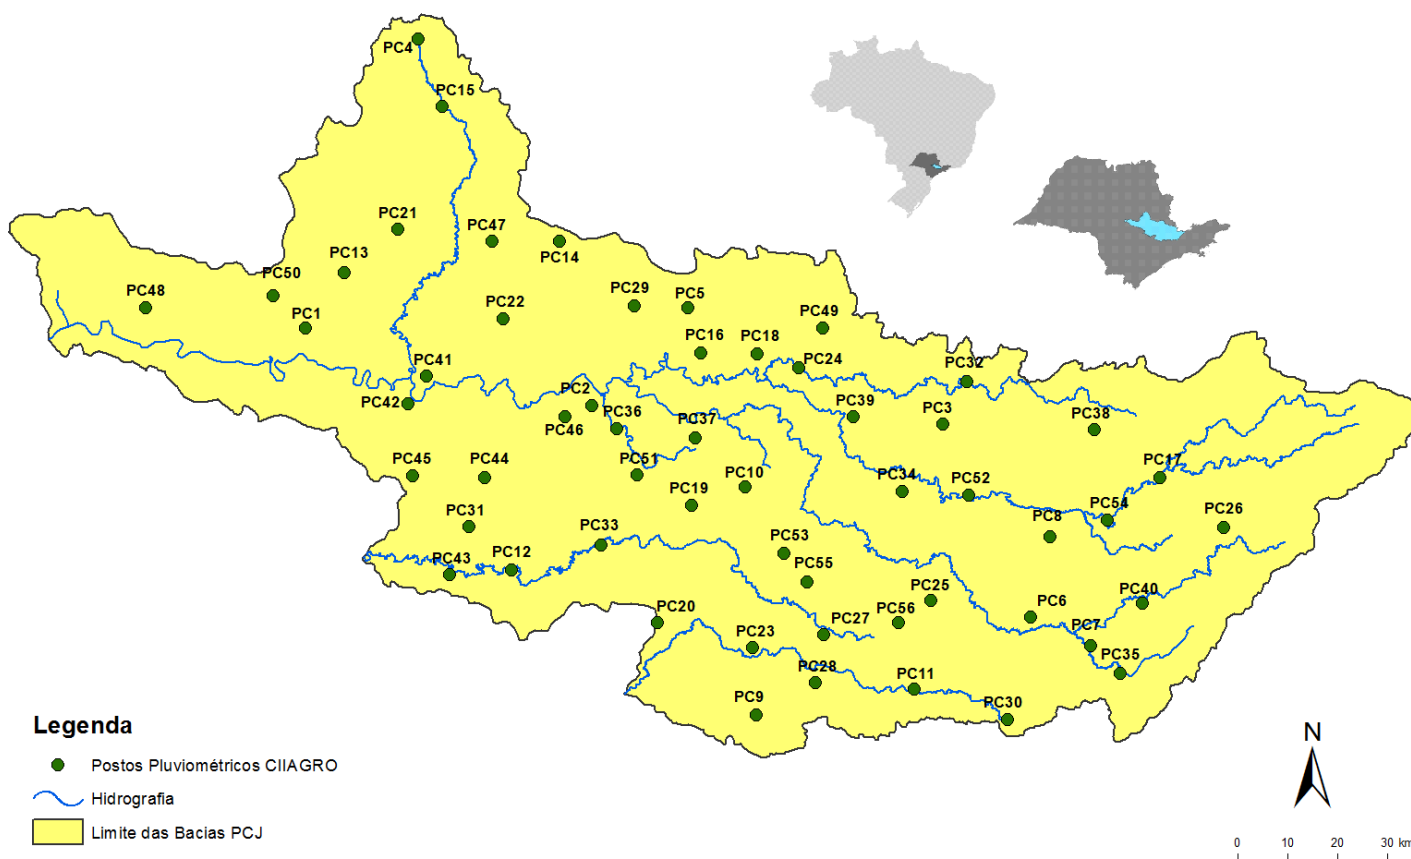 PC4
PC15
PC21
PC47
PC14
PC13
PC50
PC48
PC1
PC22
PC29
PC5
PC49
PC16
PC18
PC24
PC41
PC32
PC42
PC2
PC46
PC36
PC37
PC39
PC3
PC38
PC45
PC44
PC51
PC10
PC19
PC34
PC52
PC17
PC54
PC8
PC26
PC31
PC33
PC43
PC12
PC53
PC55
PC25
PC56
PC27
PC6
PC40
PC7
PC35
PC20
PC23
PC28
PC11
PC9
PC30
Legenda
Postos Pluviométricos CIIAGRO
Hidrografia
Limite das Bacias PCJ
N
0 10 20 30 km